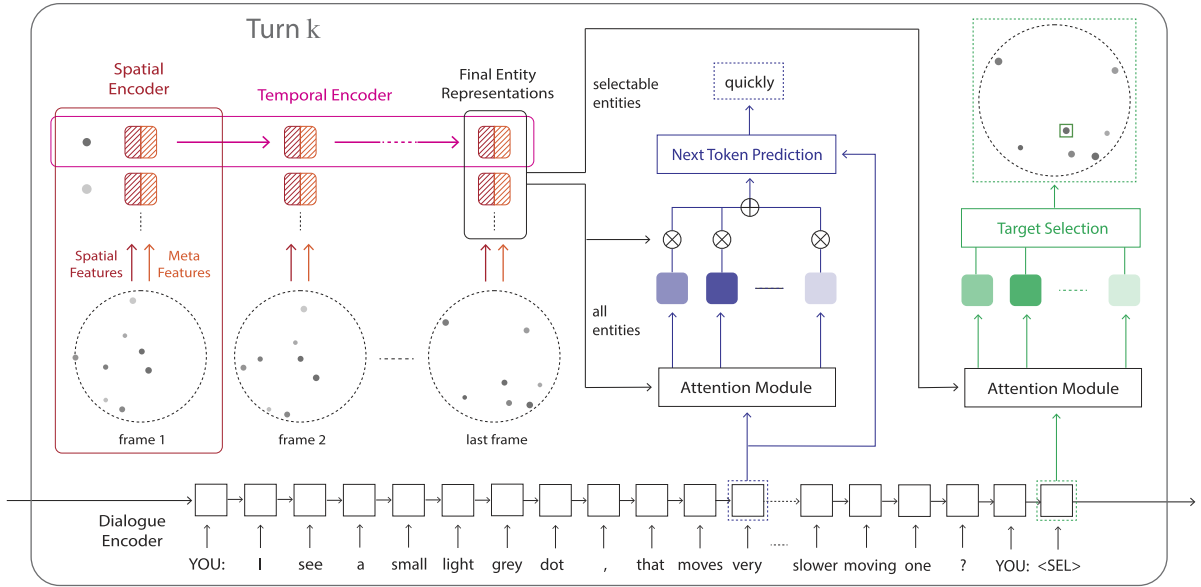 Turn k
Spatial
Encoder
Temporal Encoder
Final Entity
Representations
selectable
entities
quickly
Next Token Prediction
Target Selection
Spatial
Features
Meta
Features
all
entities
Attention Module
Attention Module
frame 1
frame 2
last frame
Dialogue
Encoder
YOU: I see a small light grey dot , that moves very ..... slower moving one ? YOU: <SEL>